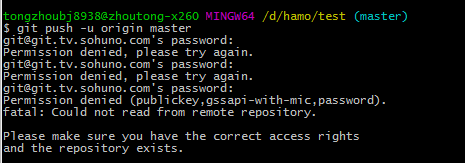 tongzhoubj8938@zhoutong-x260 MINGW64 /d/hamo/test (master)
$ git push -u origin master
git@git.tv.sohuno.com's password:
Permission denied, please try again.
git@git.tv.sohuno.com's password:
Permission denied, please try again.
git@git.tv.sohuno.com's password:
Permission denied (publickey,gssapi-with-mic,password).
fatal: Could not read from remote repository.
Please make sure you have the correct access rights
and the repository exists.